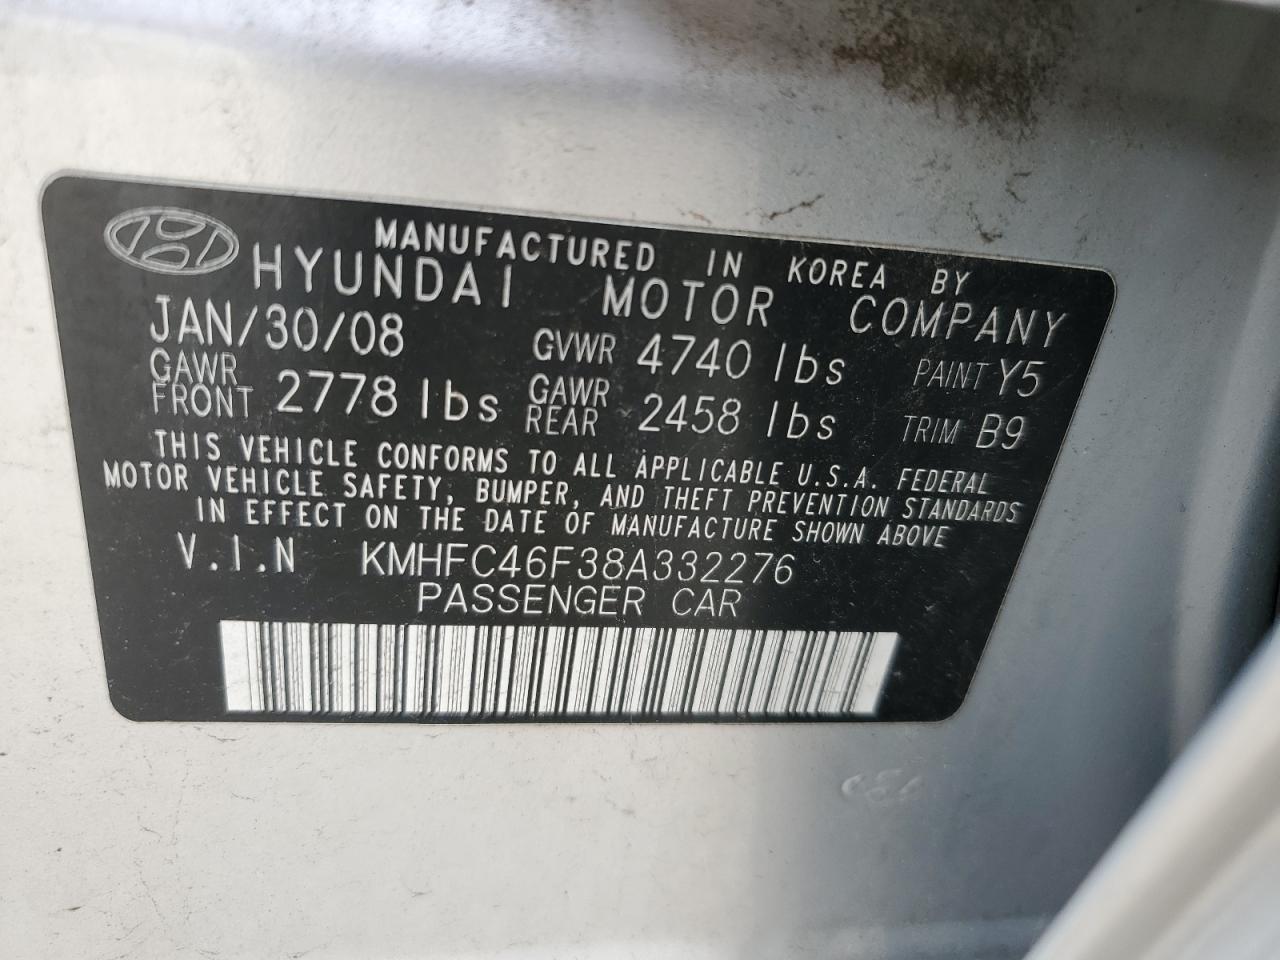 MANUFACTURED IN KOREA BY
HYUNDAI MOTOR COMPANY
JAN/30/08 GVWR 4740 lbs PAINT Y5
GAWR FRONT 2778 lbs GAWR REAR 2458 lbs TRIM B9
THIS VEHICLE CONFORMS TO ALL APPLICABLE U.S.A. FEDERAL
MOTOR VEHICLE SAFETY, BUMPER, AND THEFT PREVENTION STANDARDS
IN EFFECT ON THE DATE OF MANUFACTURE SHOWN ABOVE
V.I.N KMHFC46F38A332276
PASSENGER CAR